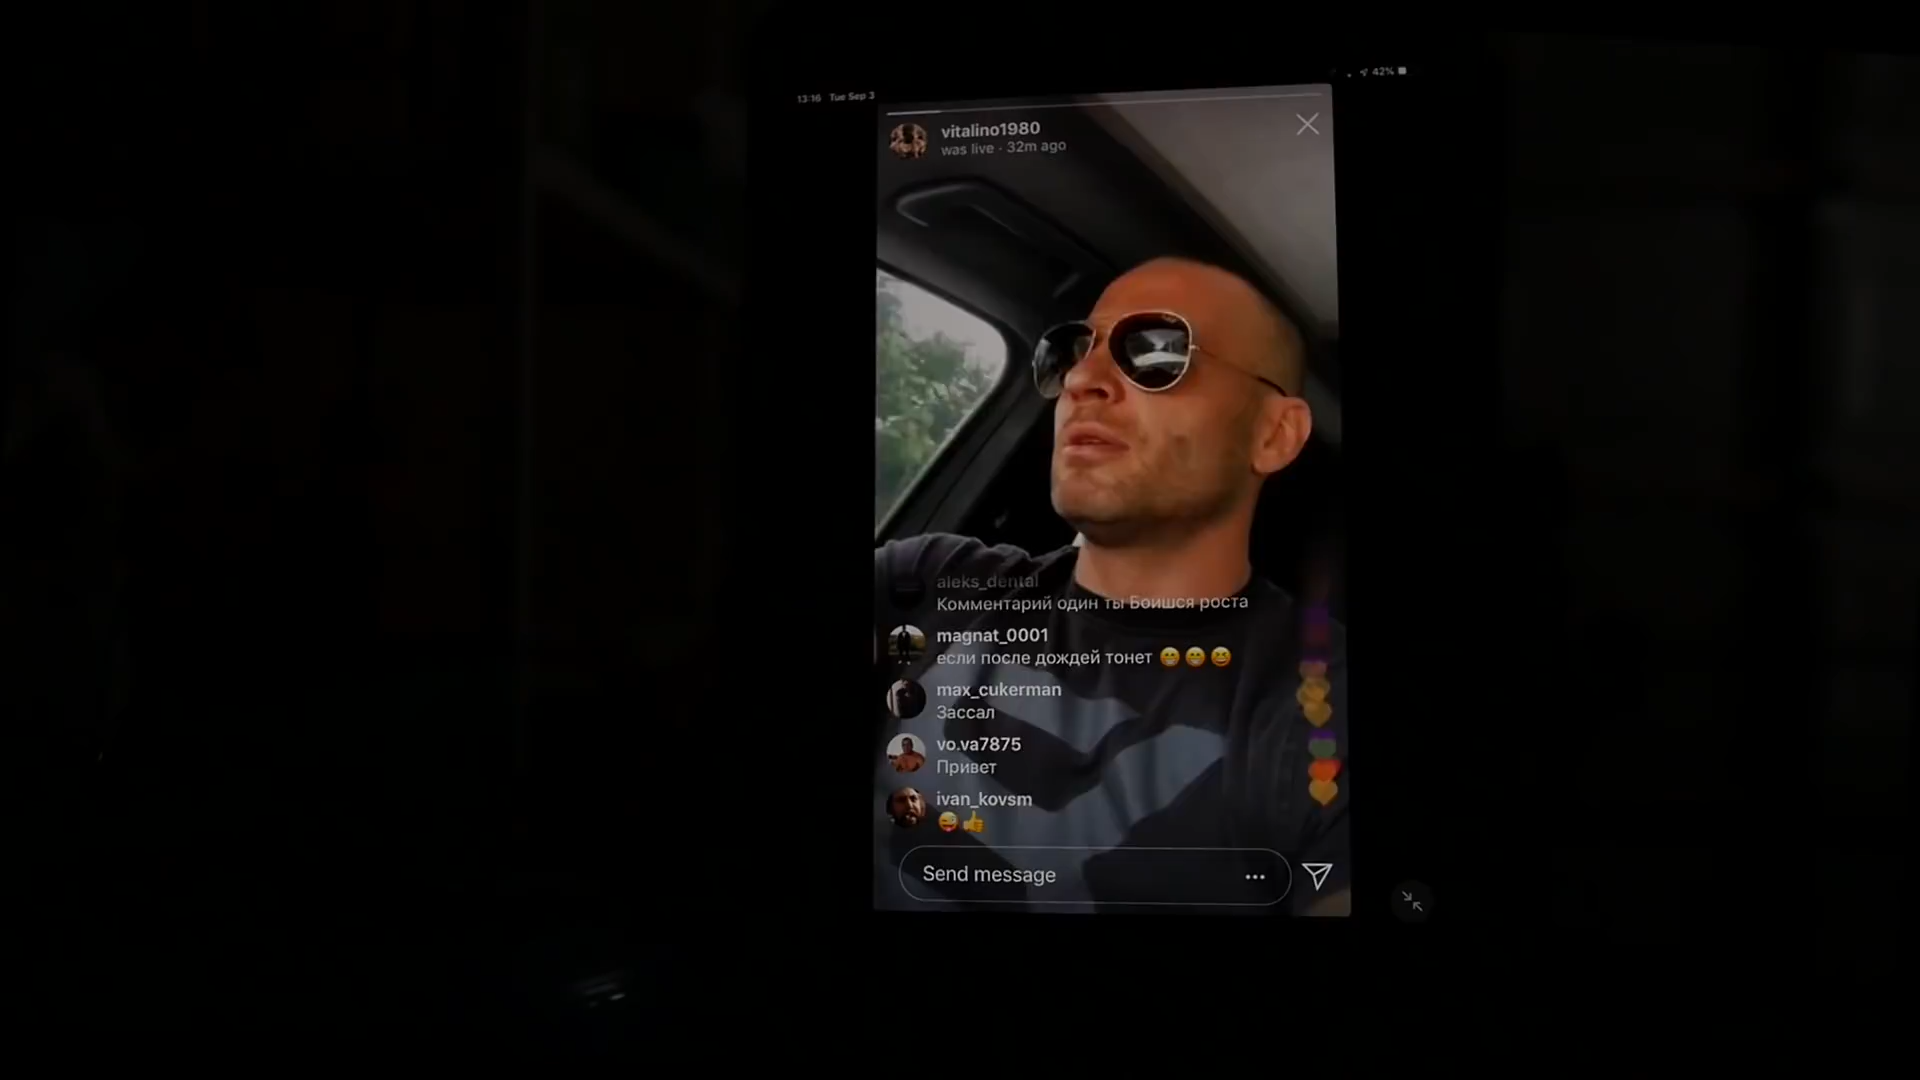 13:16 Tue Sep 3
42%
vitalino1980
was live · 32m ago
aleks_dental
Комментарий один ты Боишся роста
magnat_0001
если после дождей тонет 😁😁😆
max_cukerman
Зассал
vo.va7875
Привет
ivan_kovsm
😜👍
Send message